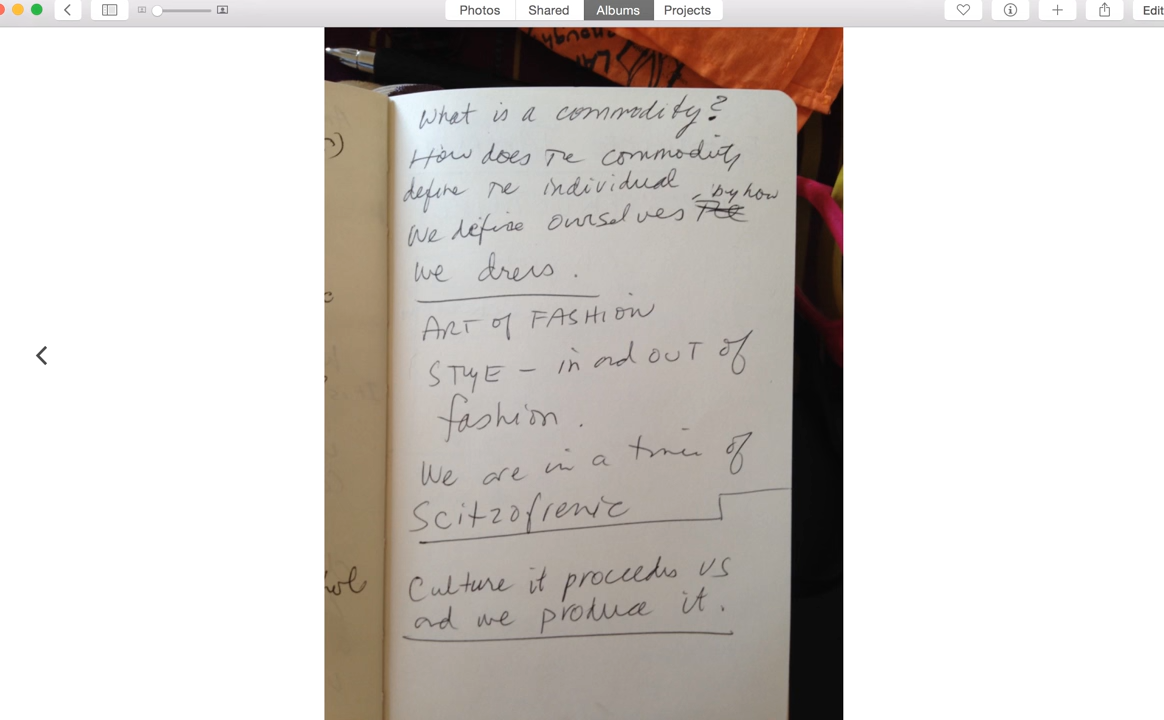 Photos Shared Albums Projects Edit
LAY
enough
What is a commodity?
How does The commodity
define The individual
by how
We define ourselves
we dress.
ART of FASHION
STyLE – in and OUT of
fashion.
We are in a time of
Scitzofrenic
Culture it proceeds us
and we produce it.